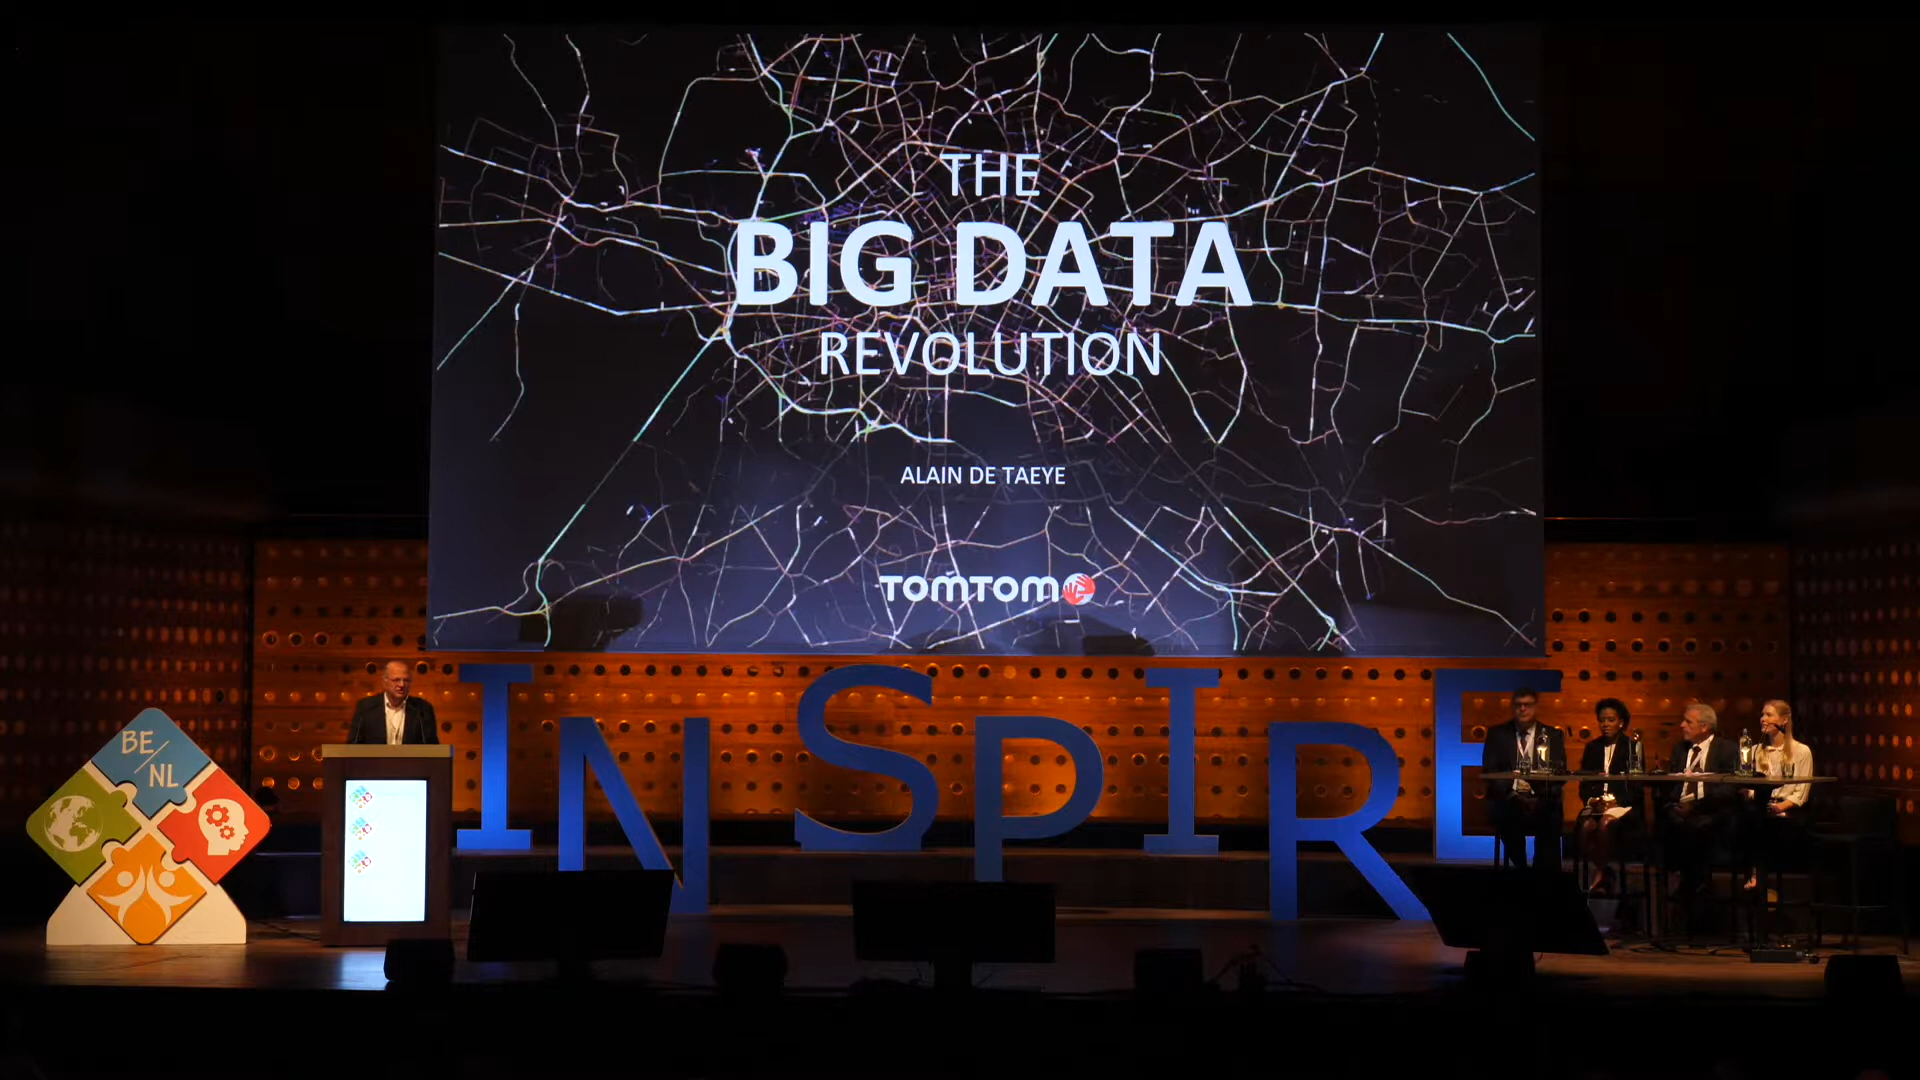 THE
BIG DATA
REVOLUTION
ALAIN DE TAEYE
TOMTOM
INSPIRE
BE/
NL